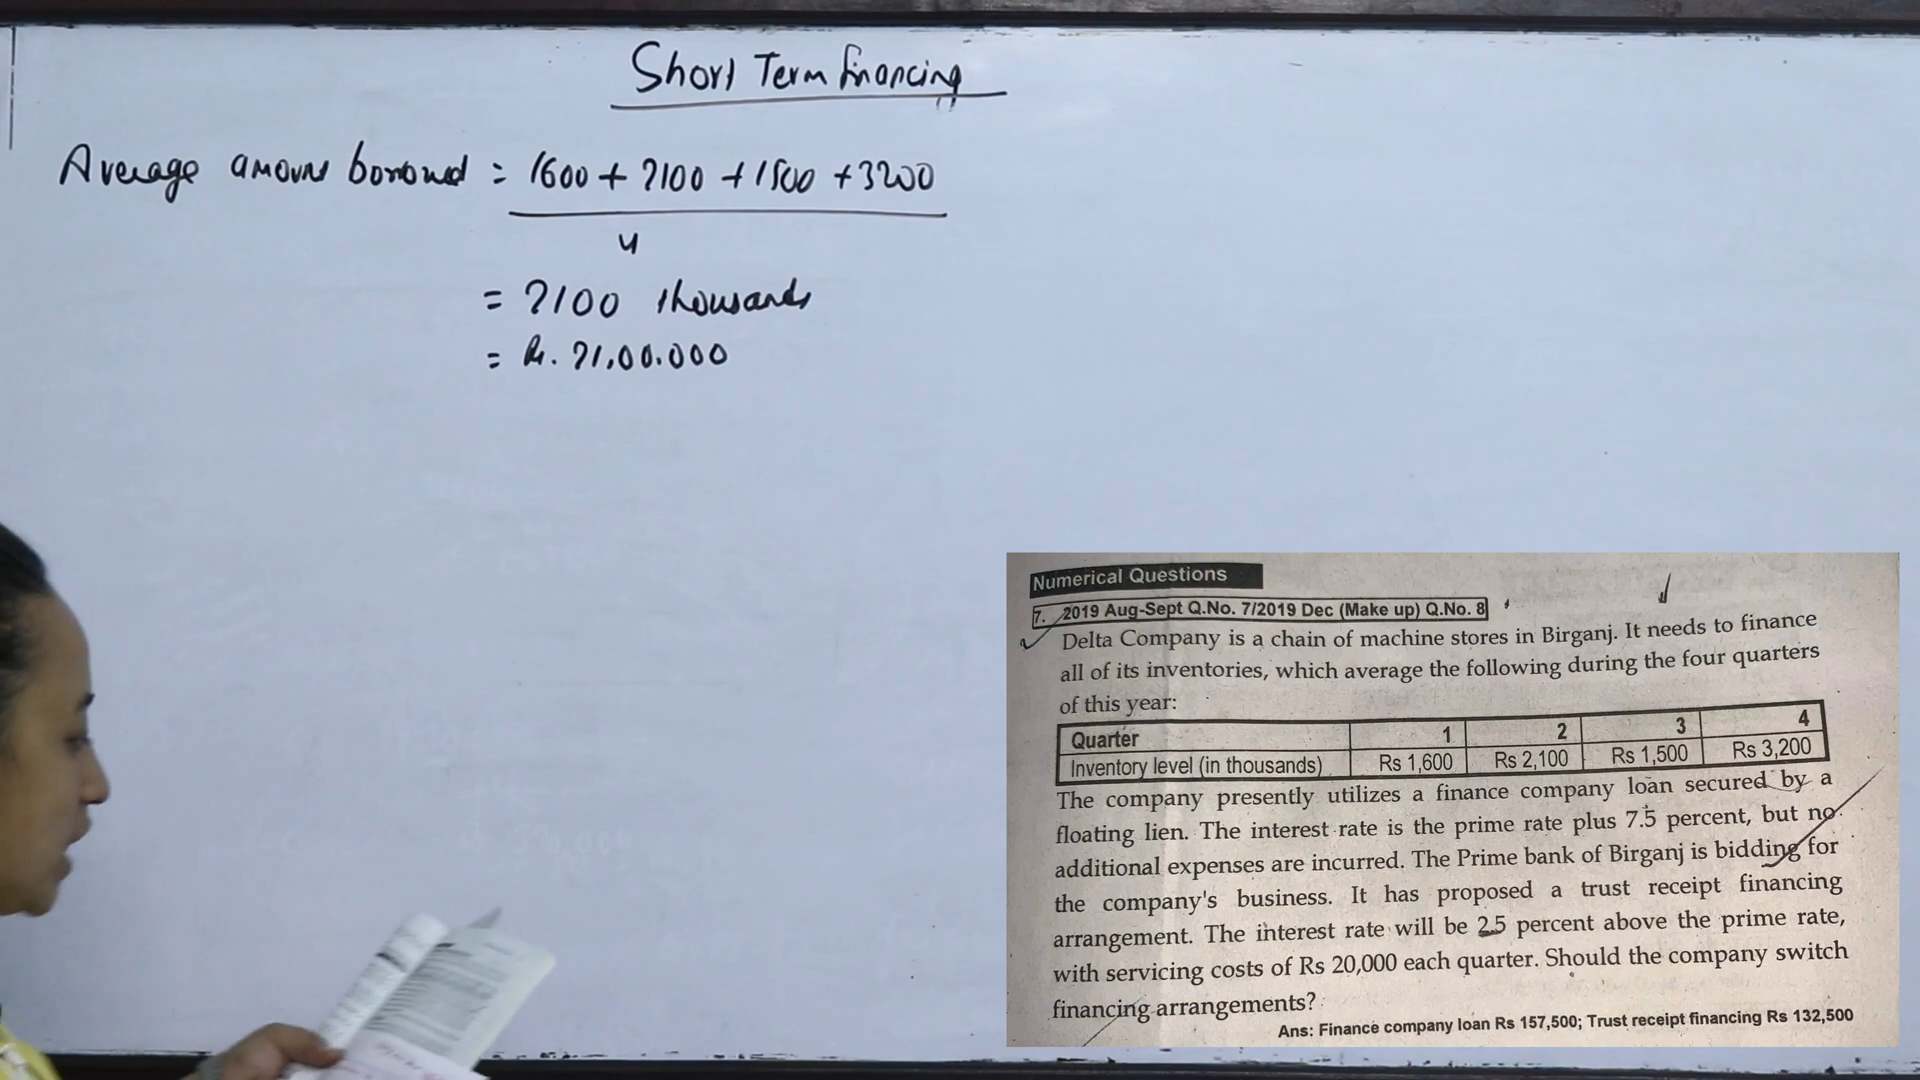 Short Term financing
Average amount borrowed = 1600 + 2100 + 1500 + 3200
4
= 2100 thousands
= Rs. 21,00,000
Numerical Questions
7. 2019 Aug-Sept Q.No. 7/2019 Dec (Make up) Q.No. 8
Delta Company is a chain of machine stores in Birganj. It needs to finance
all of its inventories, which average the following during the four quarters
of this year:
Quarter 1 2 3 4
Inventory level (in thousands) Rs 1,600 Rs 2,100 Rs 1,500 Rs 3,200
The company presently utilizes a finance company loan secured by a
floating lien. The interest rate is the prime rate plus 7.5 percent, but no
additional expenses are incurred. The Prime bank of Birganj is bidding for
the company's business. It has proposed a trust receipt financing
arrangement. The interest rate will be 2.5 percent above the prime rate,
with servicing costs of Rs 20,000 each quarter. Should the company switch
financing arrangements?
Ans: Finance company loan Rs 157,500; Trust receipt financing Rs 132,500